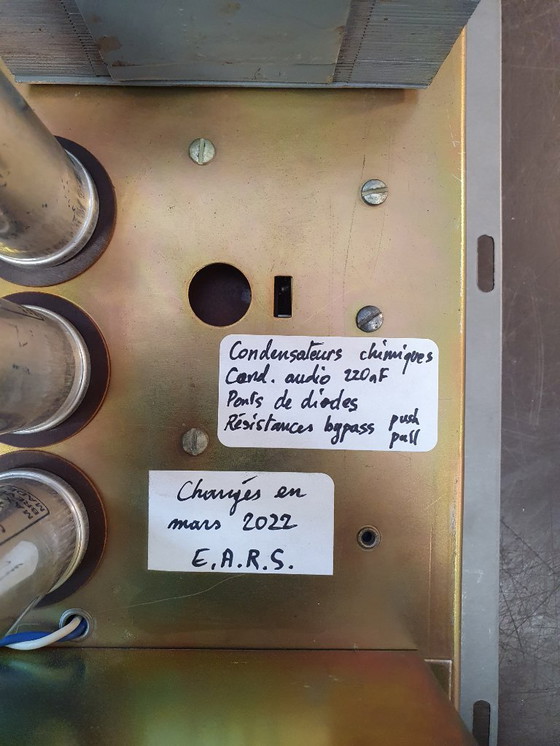 Condensateurs chimiques
Cond. audio 220nF
Ponts de diodes
Résistances bypass push
pull
Changés en
mars 2022
E.A.R.S.